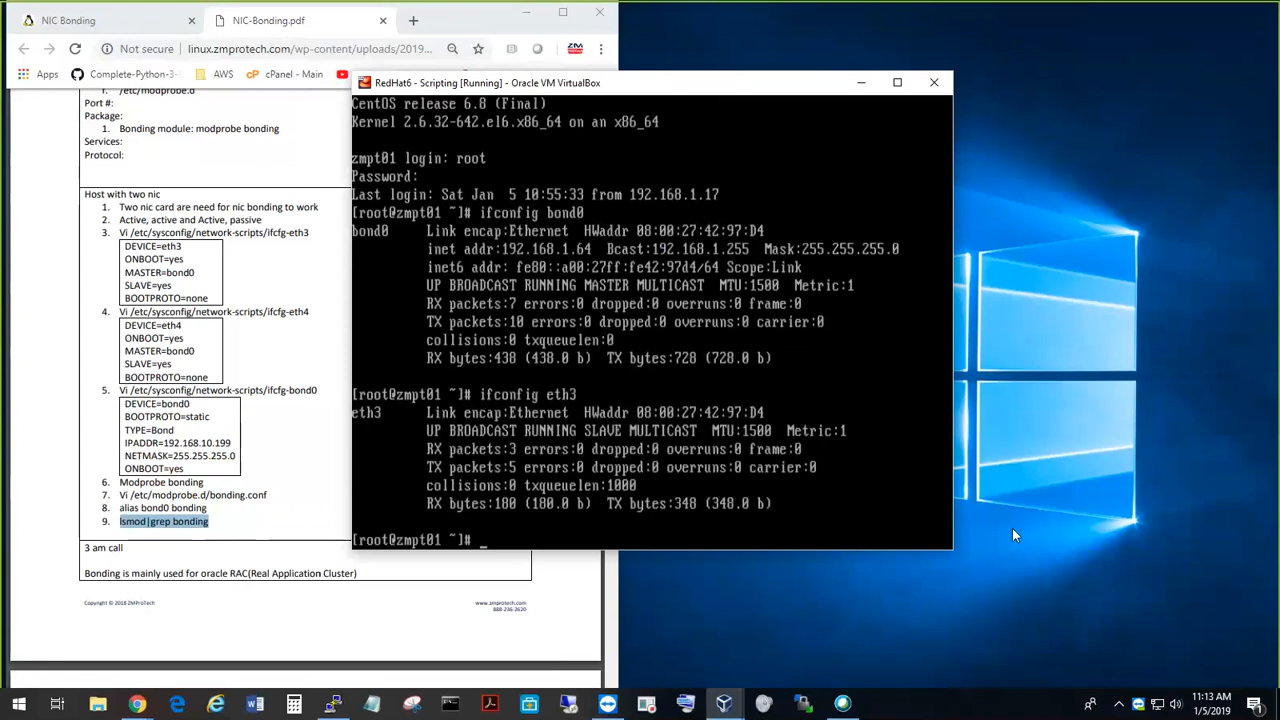 NIC Bonding
NIC-Bonding.pdf
Not secure
linux.zmprotech.com/wp-content/uploads/2019...
Apps
Complete-Python-3-
AWS
cPanel - Main
/etc/modprobe.d
Port #:
Package:
1. Bonding module: modprobe bonding
Services:
Protocol:
Host with two nic
1. Two nic card are need for nic bonding to work
2. Active, active and Active, passive
3. Vi /etc/sysconfig/network-scripts/ifcfg-eth3
DEVICE=eth3
ONBOOT=yes
MASTER=bond0
SLAVE=yes
BOOTPROTO=none
4. Vi /etc/sysconfig/network-scripts/ifcfg-eth4
DEVICE=eth4
ONBOOT=yes
MASTER=bond0
SLAVE=yes
BOOTPROTO=none
5. Vi /etc/sysconfig/network-scripts/ifcfg-bond0
DEVICE=bond0
BOOTPROTO=static
TYPE=Bond
IPADDR=192.168.10.199
NETMASK=255.255.255.0
ONBOOT=yes
6. Modprobe bonding
7. Vi /etc/modprobe.d/bonding.conf
8. alias bond0 bonding
9. lsmod|grep bonding
3 am call
Bonding is mainly used for oracle RAC(Real Application Cluster)
Copyright © 2018 ZMProTech
www.zmprotech.com
888-236-2620
RedHat6 - Scripting [Running] - Oracle VM VirtualBox
CentOS release 6.8 (Final)
Kernel 2.6.32-642.el6.x86_64 on an x86_64
zmpt01 login: root
Password:
Last login: Sat Jan  5 10:55:33 from 192.168.1.17
[root@zmpt01 ~]# ifconfig bond0
bond0     Link encap:Ethernet  HWaddr 08:00:27:42:97:D4
inet addr:192.168.1.64  Bcast:192.168.1.255  Mask:255.255.255.0
inet6 addr: fe80::a00:27ff:fe42:97d4/64 Scope:Link
UP BROADCAST RUNNING MASTER MULTICAST  MTU:1500  Metric:1
RX packets:7 errors:0 dropped:0 overruns:0 frame:0
TX packets:10 errors:0 dropped:0 overruns:0 carrier:0
collisions:0 txqueuelen:0
RX bytes:438 (438.0 b)  TX bytes:728 (728.0 b)
[root@zmpt01 ~]# ifconfig eth3
eth3      Link encap:Ethernet  HWaddr 08:00:27:42:97:D4
UP BROADCAST RUNNING SLAVE MULTICAST  MTU:1500  Metric:1
RX packets:3 errors:0 dropped:0 overruns:0 frame:0
TX packets:5 errors:0 dropped:0 overruns:0 carrier:0
collisions:0 txqueuelen:1000
RX bytes:180 (180.0 b)  TX bytes:348 (348.0 b)
[root@zmpt01 ~]# _
11:13 AM
1/5/2019